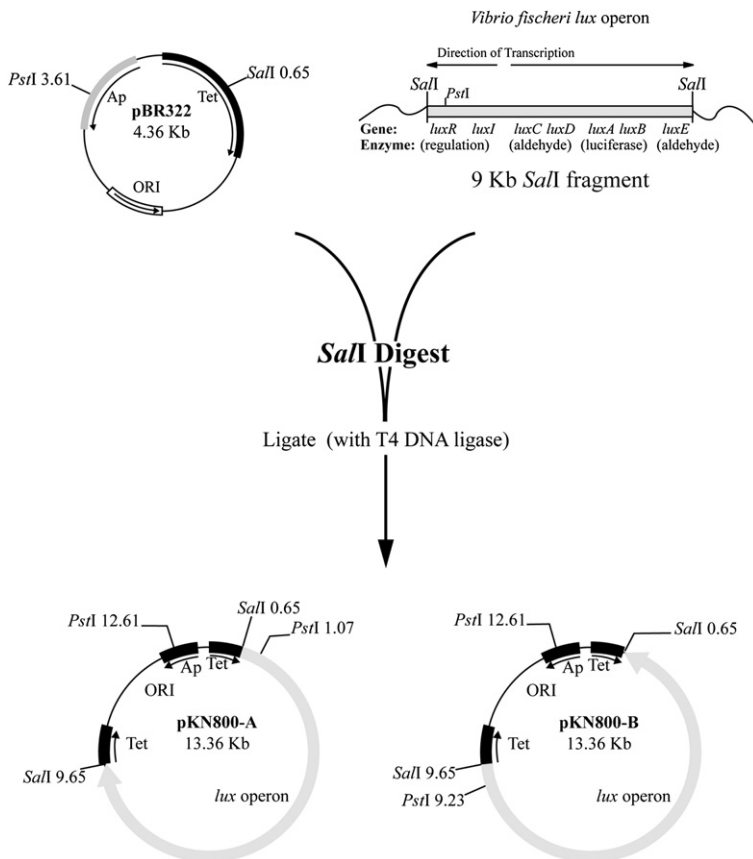 Vibrio fischeri lux operon
Direction of Transcription
SalI
PstI
SalI
Gene: luxR luxI luxC luxD luxA luxB luxE
Enzyme: (regulation) (aldehyde) (luciferase) (aldehyde)
9 Kb SalI fragment
PstI 3.61
SalI 0.65
Ap
Tet
pBR322
4.36 Kb
ORI
SalI Digest
Ligate (with T4 DNA ligase)
PstI 12.61
SalI 0.65
PstI 1.07
Ap
Tet
ORI
pKN800-A
13.36 Kb
Tet
SalI 9.65
lux operon
PstI 12.61
SalI 0.65
Ap
Tet
ORI
pKN800-B
13.36 Kb
Tet
SalI 9.65
PstI 9.23
lux operon